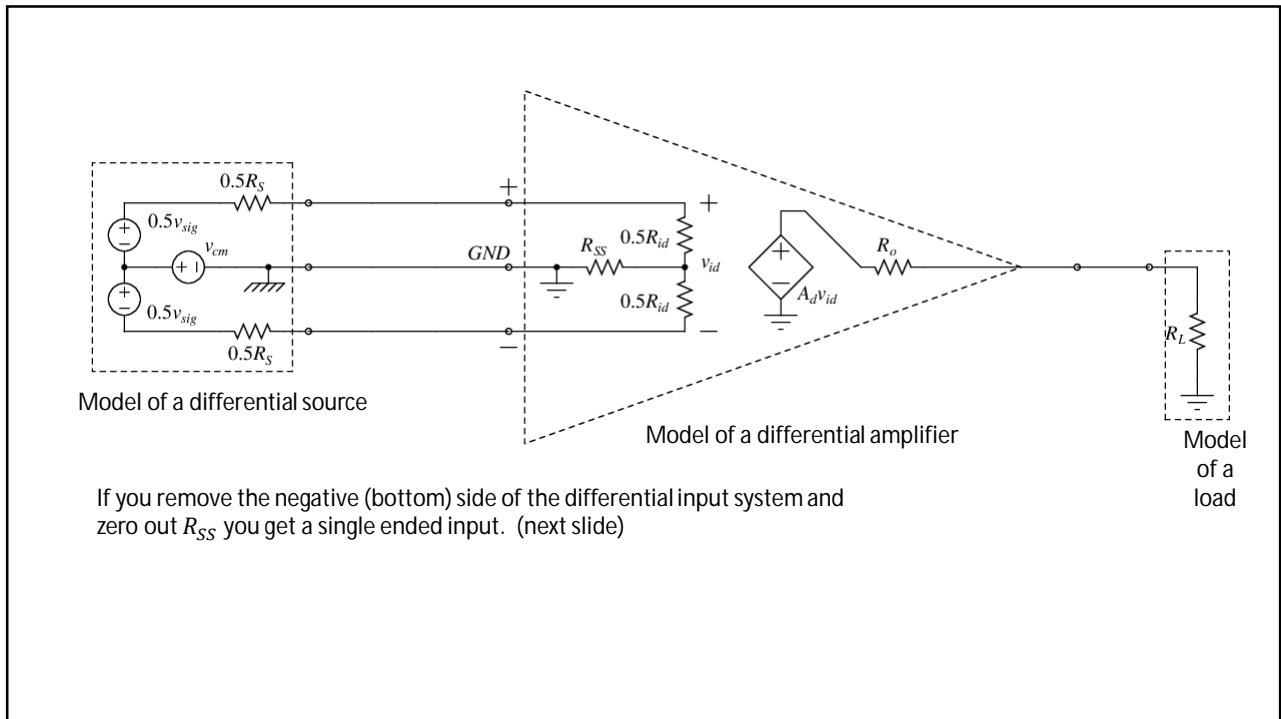 0.5R_S
0.5v_sig
v_cm
0.5v_sig
0.5R_S
Model of a differential source
+
GND
−
R_SS
0.5R_id
0.5R_id
+
v_id
−
A_dv_id
R_o
Model of a differential amplifier
R_L
Model
of a
load
If you remove the negative (bottom) side of the differential input system and
zero out R_SS you get a single ended input. (next slide)